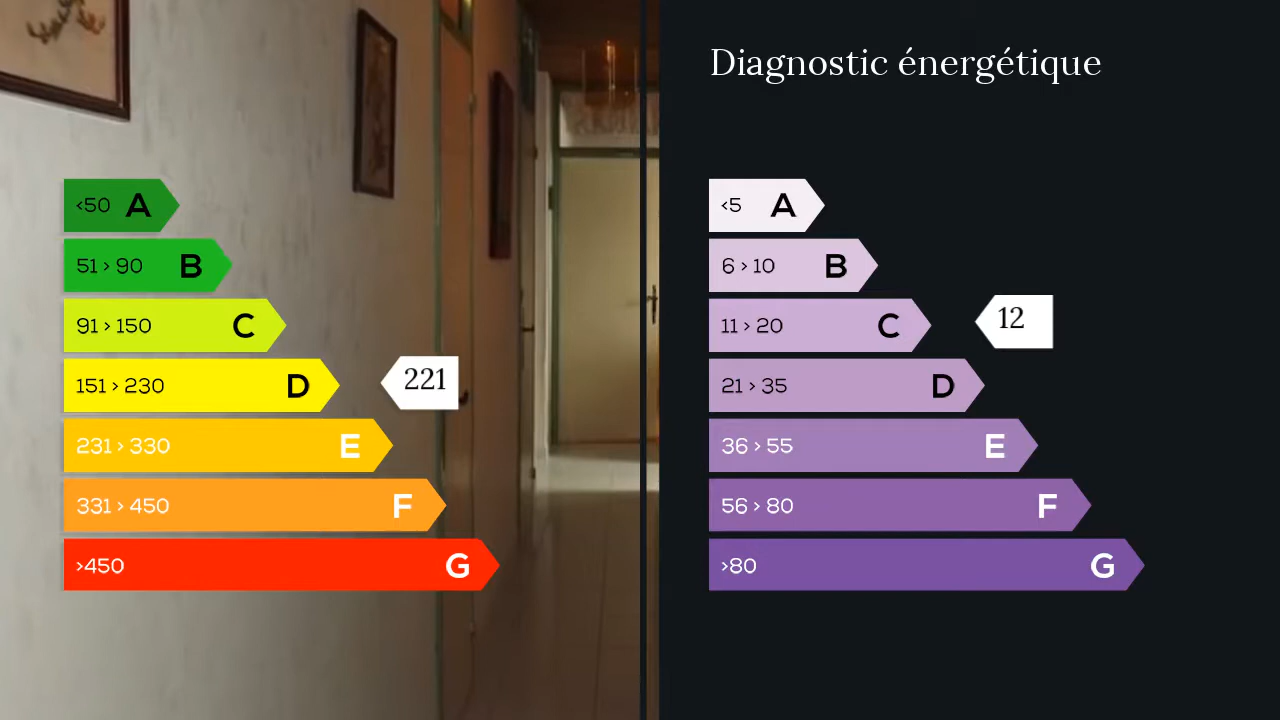 Diagnostic énergétique
<50 A
51 > 90 B
91 > 150 C
151 > 230 D
221
231 > 330 E
331 > 450 F
>450 G
<5 A
6 > 10 B
11 > 20 C
12
21 > 35 D
36 > 55 E
56 > 80 F
>80 G